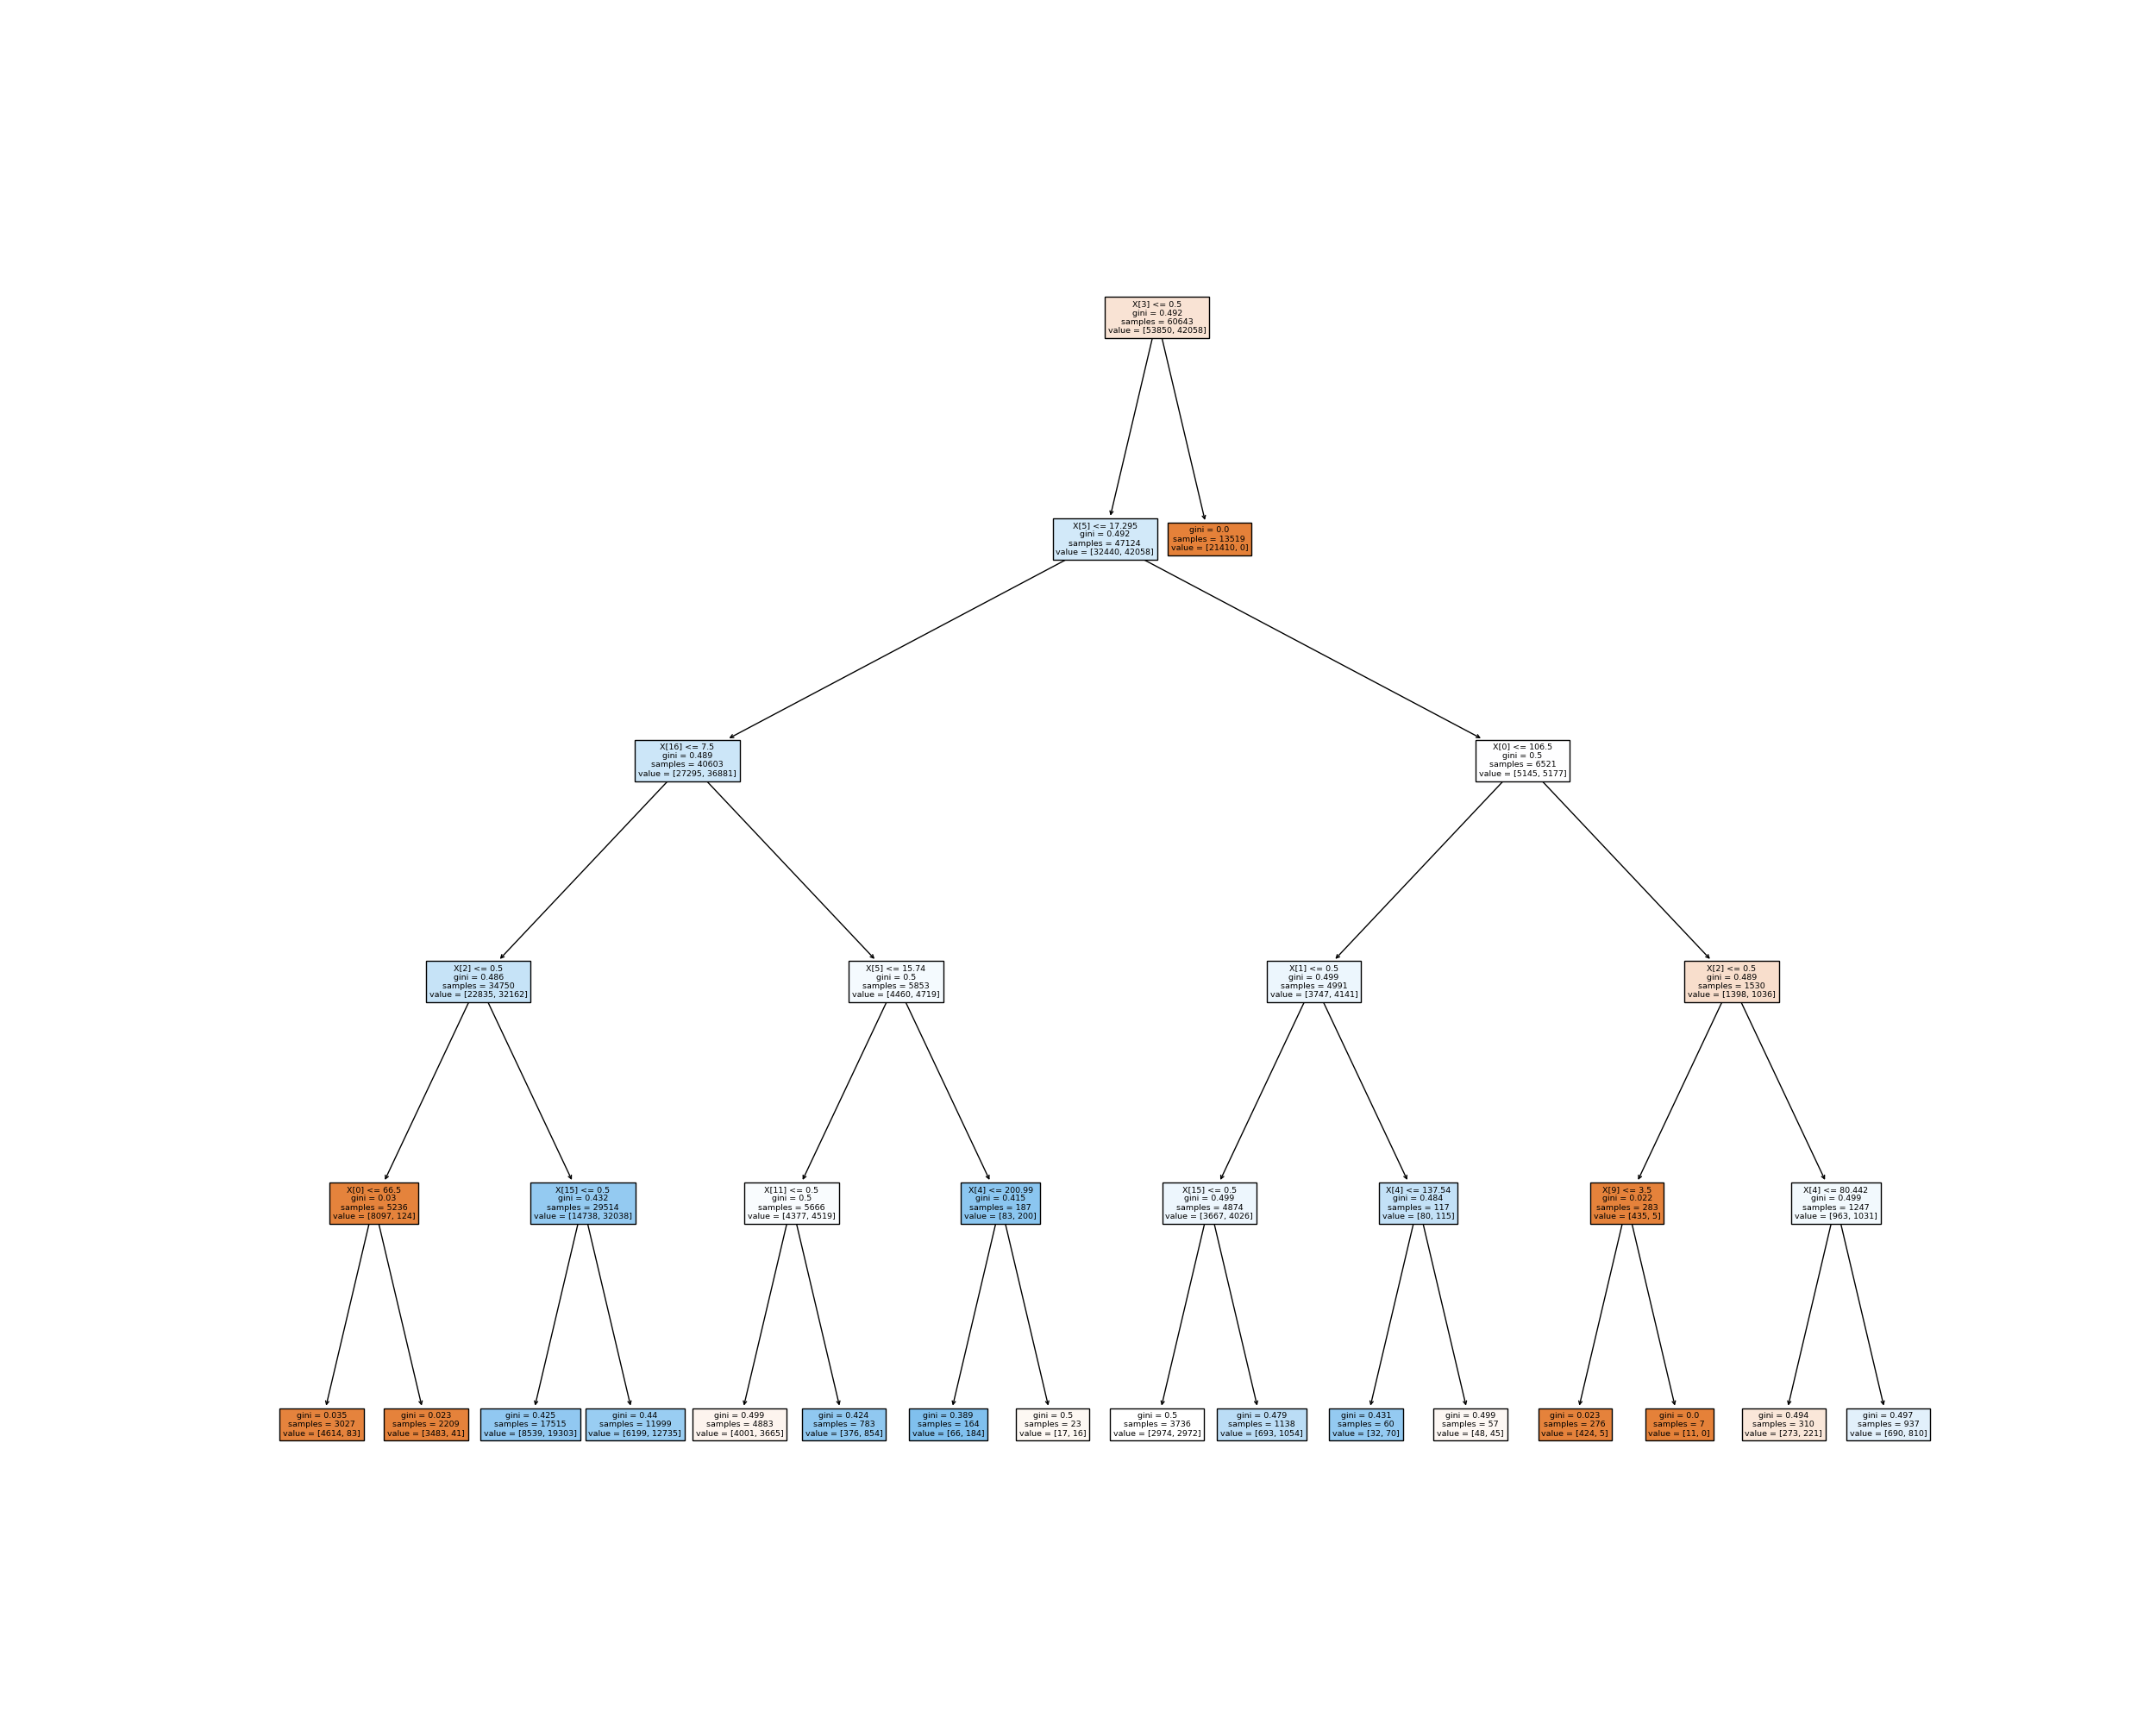 X[3] <= 0.5
gini = 0.492
samples = 60643
value = [53850, 42058]
X[5] <= 17.295
gini = 0.492
samples = 47124
value = [32440, 42058]
gini = 0.0
samples = 13519
value = [21410, 0]
X[16] <= 7.5
gini = 0.489
samples = 40603
value = [27295, 36881]
X[0] <= 106.5
gini = 0.5
samples = 6521
value = [5145, 5177]
X[2] <= 0.5
gini = 0.486
samples = 34750
value = [22835, 32162]
X[5] <= 15.74
gini = 0.5
samples = 5853
value = [4460, 4719]
X[1] <= 0.5
gini = 0.499
samples = 4991
value = [3747, 4141]
X[2] <= 0.5
gini = 0.489
samples = 1530
value = [1398, 1036]
X[0] <= 66.5
gini = 0.03
samples = 5236
value = [8097, 124]
X[15] <= 0.5
gini = 0.432
samples = 29514
value = [14738, 32038]
X[11] <= 0.5
gini = 0.5
samples = 5666
value = [4377, 4519]
X[4] <= 200.99
gini = 0.415
samples = 187
value = [83, 200]
X[15] <= 0.5
gini = 0.499
samples = 4874
value = [3667, 4026]
X[4] <= 137.54
gini = 0.484
samples = 117
value = [80, 115]
X[9] <= 3.5
gini = 0.022
samples = 283
value = [435, 5]
X[4] <= 80.442
gini = 0.499
samples = 1247
value = [963, 1031]
gini = 0.035
samples = 3027
value = [4614, 83]
gini = 0.023
samples = 2209
value = [3483, 41]
gini = 0.425
samples = 17515
value = [8539, 19303]
gini = 0.44
samples = 11999
value = [6199, 12735]
gini = 0.499
samples = 4883
value = [4001, 3665]
gini = 0.424
samples = 783
value = [376, 854]
gini = 0.389
samples = 164
value = [66, 184]
gini = 0.5
samples = 23
value = [17, 16]
gini = 0.5
samples = 3736
value = [2974, 2972]
gini = 0.479
samples = 1138
value = [693, 1054]
gini = 0.431
samples = 60
value = [32, 70]
gini = 0.499
samples = 57
value = [48, 45]
gini = 0.023
samples = 276
value = [424, 5]
gini = 0.0
samples = 7
value = [11, 0]
gini = 0.494
samples = 310
value = [273, 221]
gini = 0.497
samples = 937
value = [690, 810]